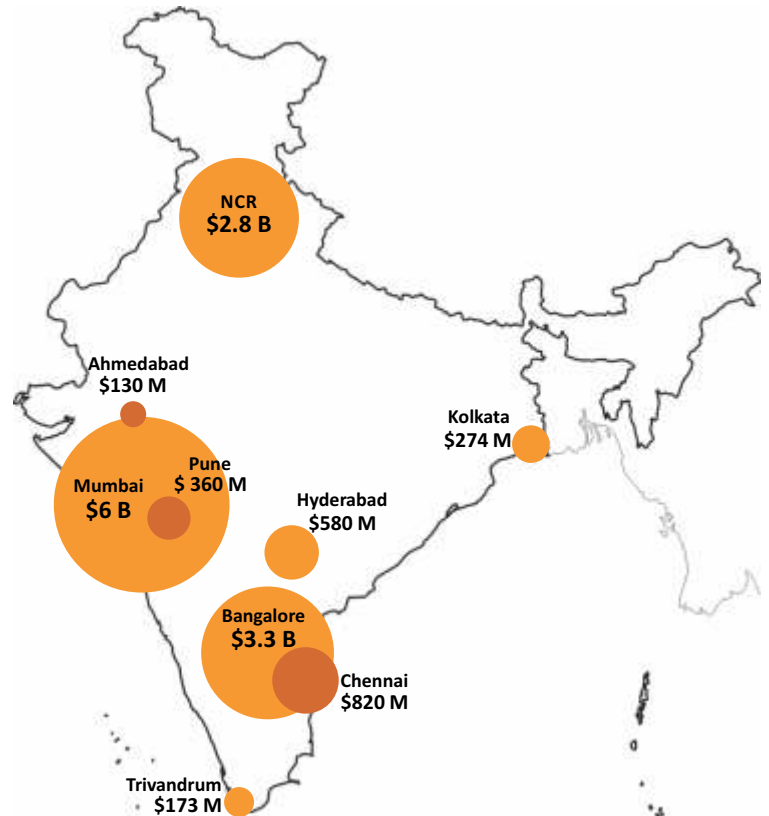 NCR
$2.8 B
Ahmedabad
$130 M
Kolkata
$274 M
Pune
$ 360 M
Mumbai
$6 B
Hyderabad
$580 M
Bangalore
$3.3 B
Chennai
$820 M
Trivandrum
$173 M